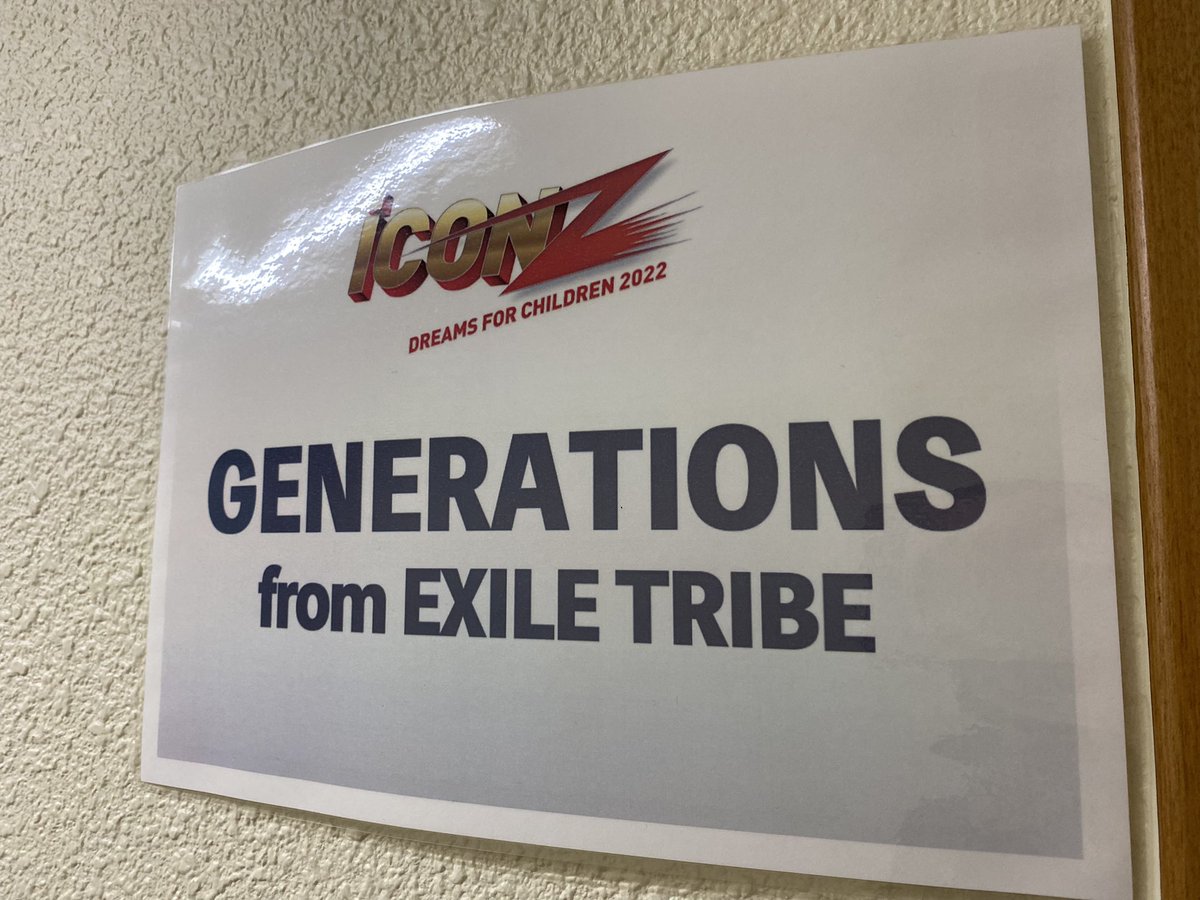 iCONZ
DREAMS FOR CHILDREN 2022
GENERATIONS
from EXILE TRIBE